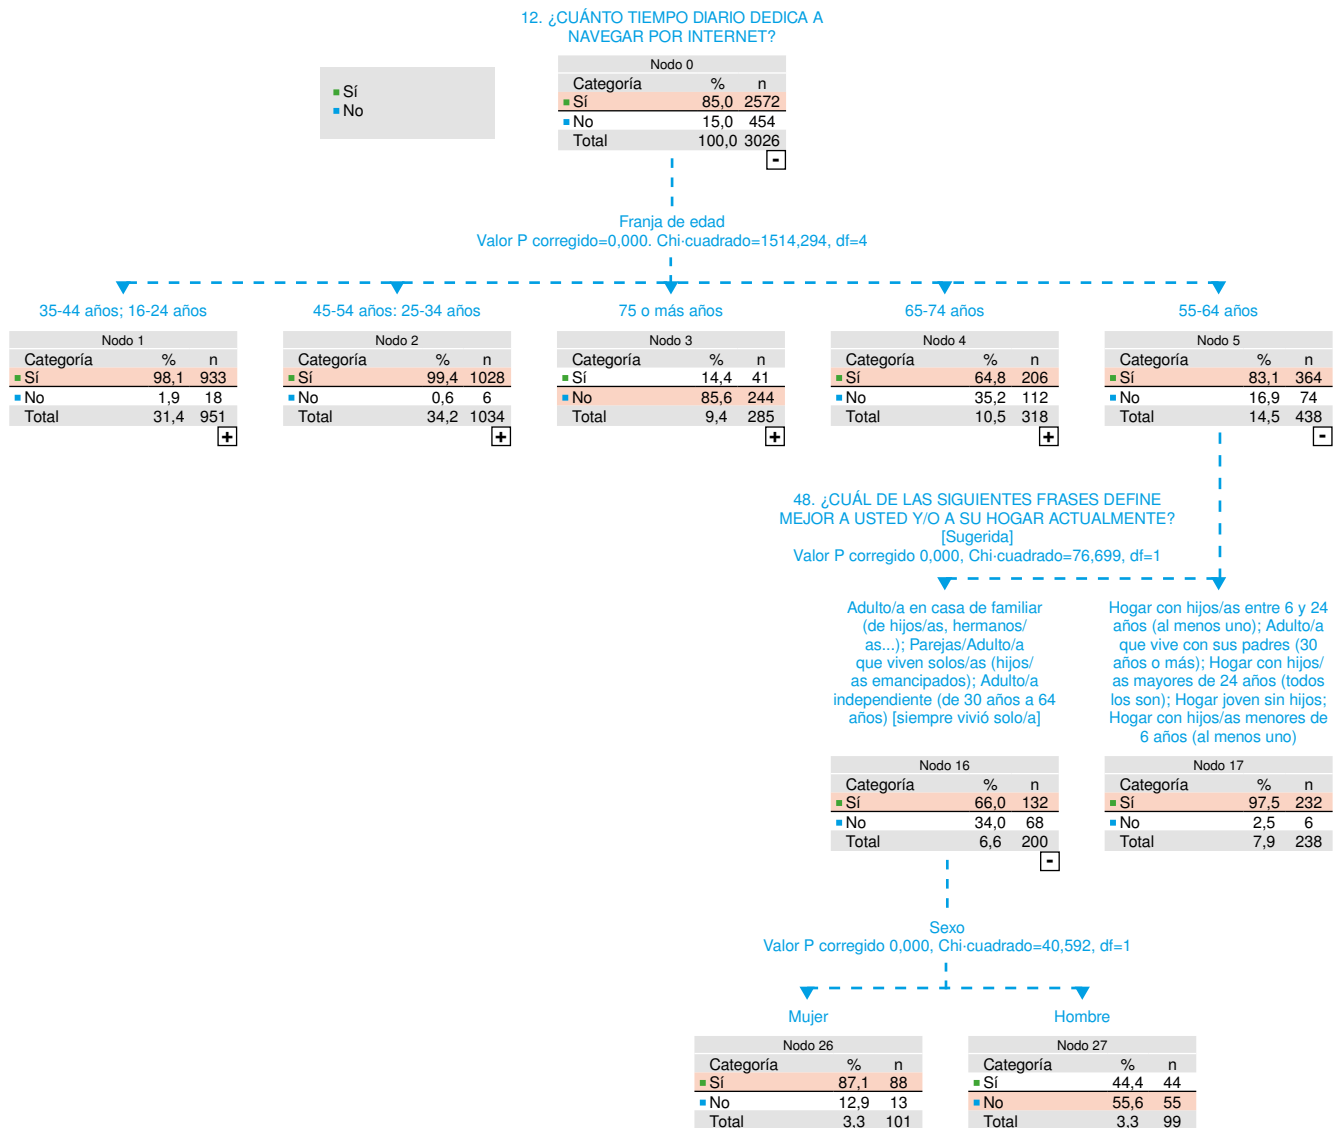 12. ¿CUÁNTO TIEMPO DIARIO DEDICA A
NAVEGAR POR INTERNET?
Sí
No
Nodo 0
Categoría % n
Sí 85,0 2572
No 15,0 454
Total 100,0 3026
-
Franja de edad
Valor P corregido=0,000. Chi-cuadrado=1514,294, df=4
35-44 años; 16-24 años
Nodo 1
Categoría % n
Sí 98,1 933
No 1,9 18
Total 31,4 951
+
45-54 años: 25-34 años
Nodo 2
Categoría % n
Sí 99,4 1028
No 0,6 6
Total 34,2 1034
+
75 o más años
Nodo 3
Categoría % n
Sí 14,4 41
No 85,6 244
Total 9,4 285
+
65-74 años
Nodo 4
Categoría % n
Sí 64,8 206
No 35,2 112
Total 10,5 318
+
55-64 años
Nodo 5
Categoría % n
Sí 83,1 364
No 16,9 74
Total 14,5 438
-
48. ¿CUÁL DE LAS SIGUIENTES FRASES DEFINE
MEJOR A USTED Y/O A SU HOGAR ACTUALMENTE?
[Sugerida]
Valor P corregido 0,000, Chi-cuadrado=76,699, df=1
Adulto/a en casa de familiar
(de hijos/as, hermanos/
as...); Parejas/Adulto/a
que viven solos/as (hijos/
as emancipados); Adulto/a
independiente (de 30 años a 64
años) [siempre vivió solo/a]
Nodo 16
Categoría % n
Sí 66,0 132
No 34,0 68
Total 6,6 200
-
Hogar con hijos/as entre 6 y 24
años (al menos uno); Adulto/a
que vive con sus padres (30
años o más); Hogar con hijos/
as mayores de 24 años (todos
los son); Hogar joven sin hijos;
Hogar con hijos/as menores de
6 años (al menos uno)
Nodo 17
Categoría % n
Sí 97,5 232
No 2,5 6
Total 7,9 238
Sexo
Valor P corregido 0,000, Chi-cuadrado=40,592, df=1
Mujer
Nodo 26
Categoría % n
Sí 87,1 88
No 12,9 13
Total 3,3 101
Hombre
Nodo 27
Categoría % n
Sí 44,4 44
No 55,6 55
Total 3,3 99